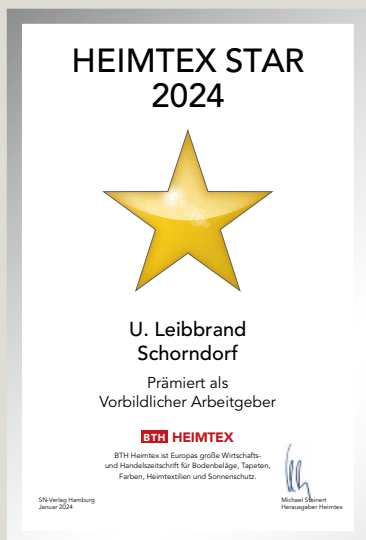 HEIMTEX STAR
2024
U. Leibbrand
Schorndorf
Prämiert als
Vorbildlicher Arbeitgeber
BTH HEIMTEX
BTH Heimtex ist Europas große Wirtschafts-
und Handelszeitschrift für Bodenbeläge, Tapeten,
Farben, Heimtextilien und Sonnenschutz.
SN-Verlag Hamburg
Januar 2024
Michael Steinert
Herausgeber Heimtex